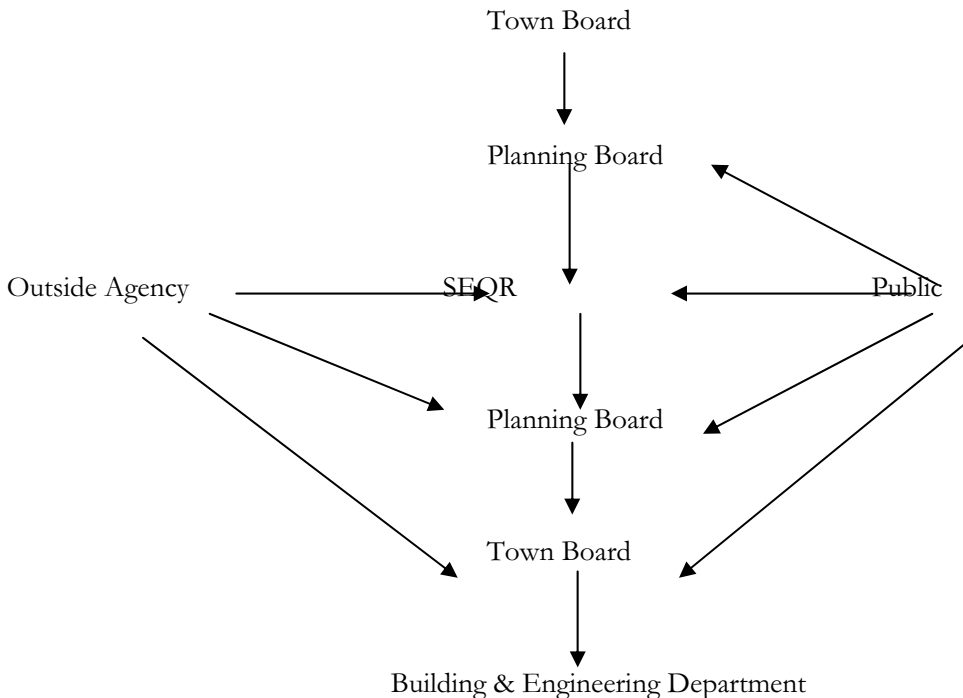 Town Board
Planning Board
Outside Agency
SEQR
Public
Planning Board
Town Board
Building & Engineering Department